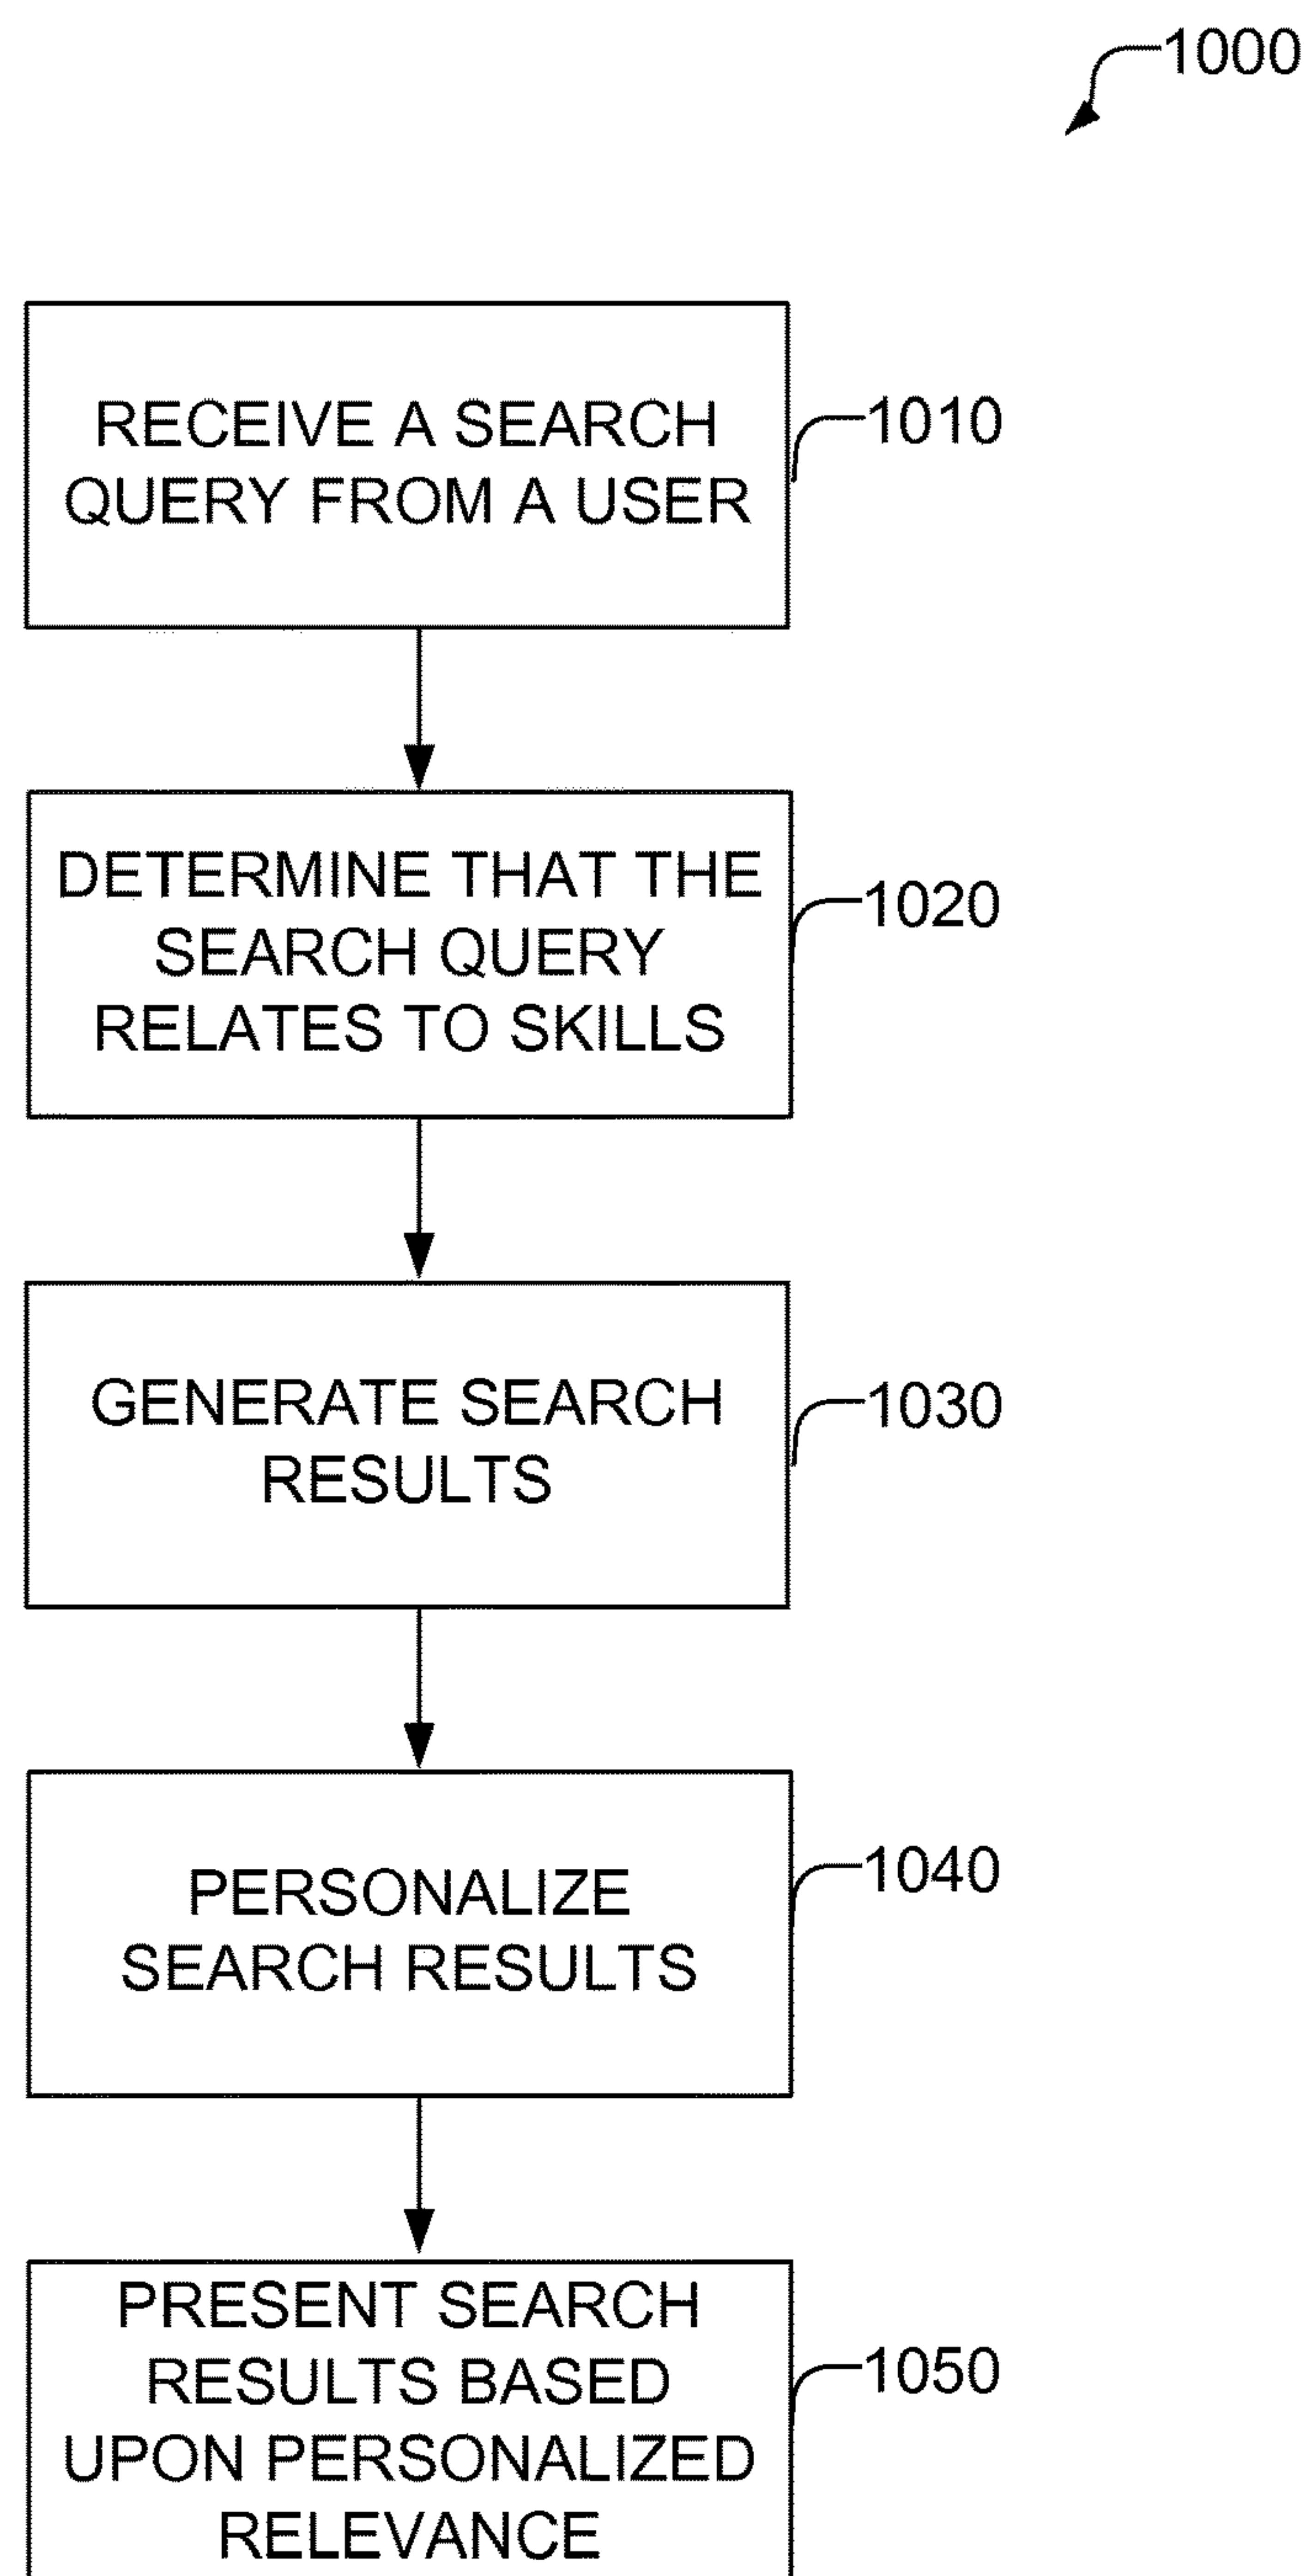 1000
RECEIVE A SEARCH
QUERY FROM A USER
1010
DETERMINE THAT THE
SEARCH QUERY
RELATES TO SKILLS
1020
GENERATE SEARCH
RESULTS
1030
PERSONALIZE
SEARCH RESULTS
1040
PRESENT SEARCH
RESULTS BASED
UPON PERSONALIZED
RELEVANCE
1050